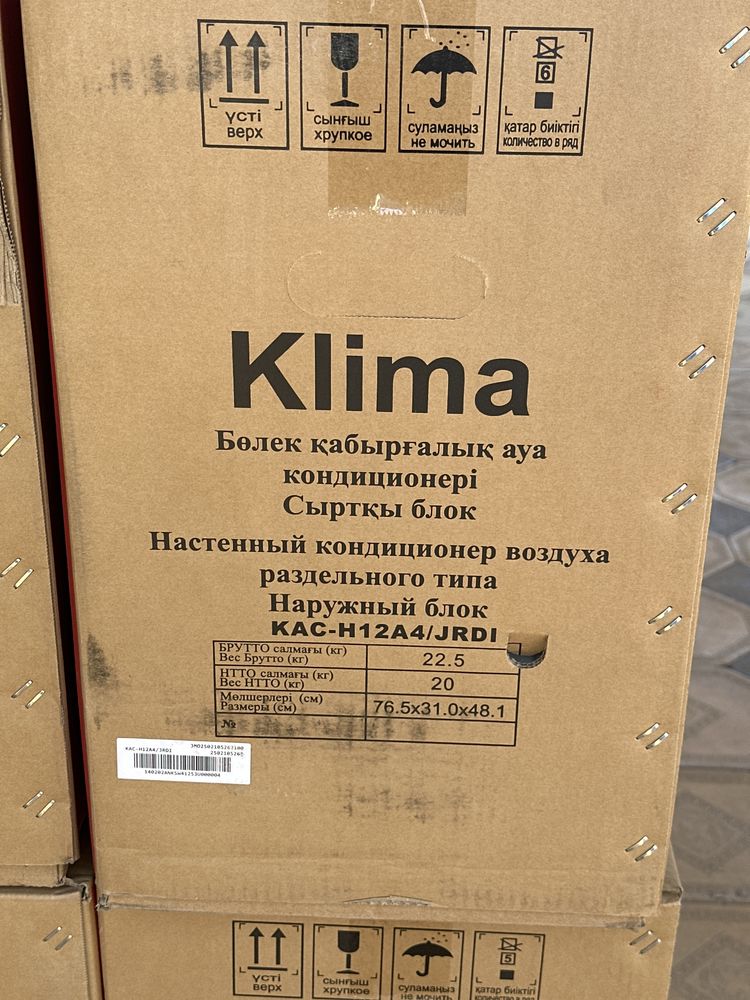 6
үсті
верх
сынғыш
хрупкое
суламаңыз
не мочить
қатар биіктігі
количество в ряд
Klima
Бөлек қабырғалық ауа
кондиционері
Сыртқы блок
Настенный кондиционер воздуха
раздельного типа
Наружный блок
KAC-H12A4/JRDI
БРУТТО салмағы (кг)
Вес Брутто (кг)
22.5
НТТО салмағы (кг)
Вес НТТО (кг)
20
Мөлшерлері (см)
Размеры (см)
76.5x31.0x48.1
№
KAC-H12A4/JRDI
5
үсті
верх
сынғыш
хрупкое
суламаңыз
не мочить
қатар биіктігі
количество в ряд